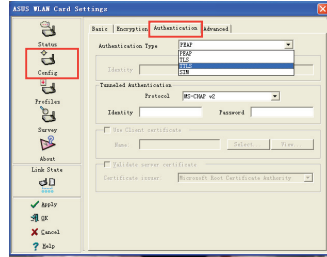 ASUS WLAN Card Settings
Status
Config
Profiles
Survey
About
Link State
Apply
OK
Cancel
Help
Basic Encryption Authentication Advanced
Authentication Type PEAP
PEAP
TLS
TTLS
SIM
Identity
Tunneled Authentication
Protocol MS-CHAP v2
Identity Password
Use Client certificate
Name: Select... View...
Validate server certificate
Certificate issuer: Microsoft Root Certificate Authority